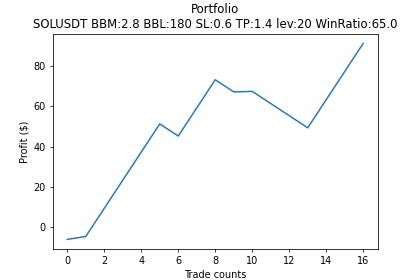 Portfolio
SOLUSDT BBM:2.8 BBL:180 SL:0.6 TP:1.4 lev:20 WinRatio:65.0
80
60
40
20
0
Profit ($)
0 2 4 6 8 10 12 14 16
Trade counts